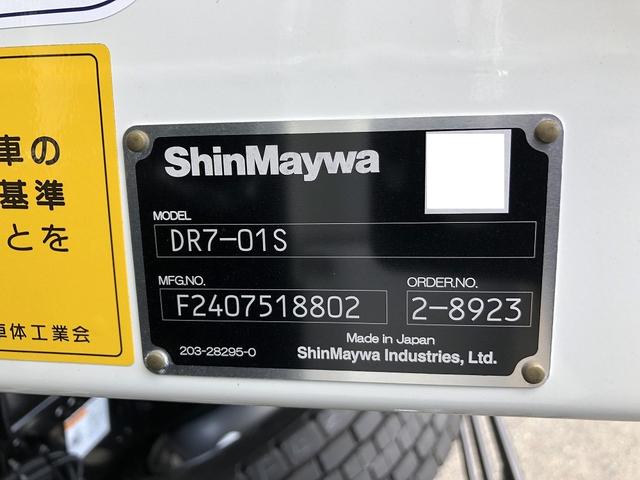 車の
基準
とを
車体工業会
ShinMaywa
MODEL
DR7-01S
MFG.NO.
F2407518802
ORDER.NO.
2-8923
Made in Japan
203-28295-0
ShinMaywa Industries, Ltd.